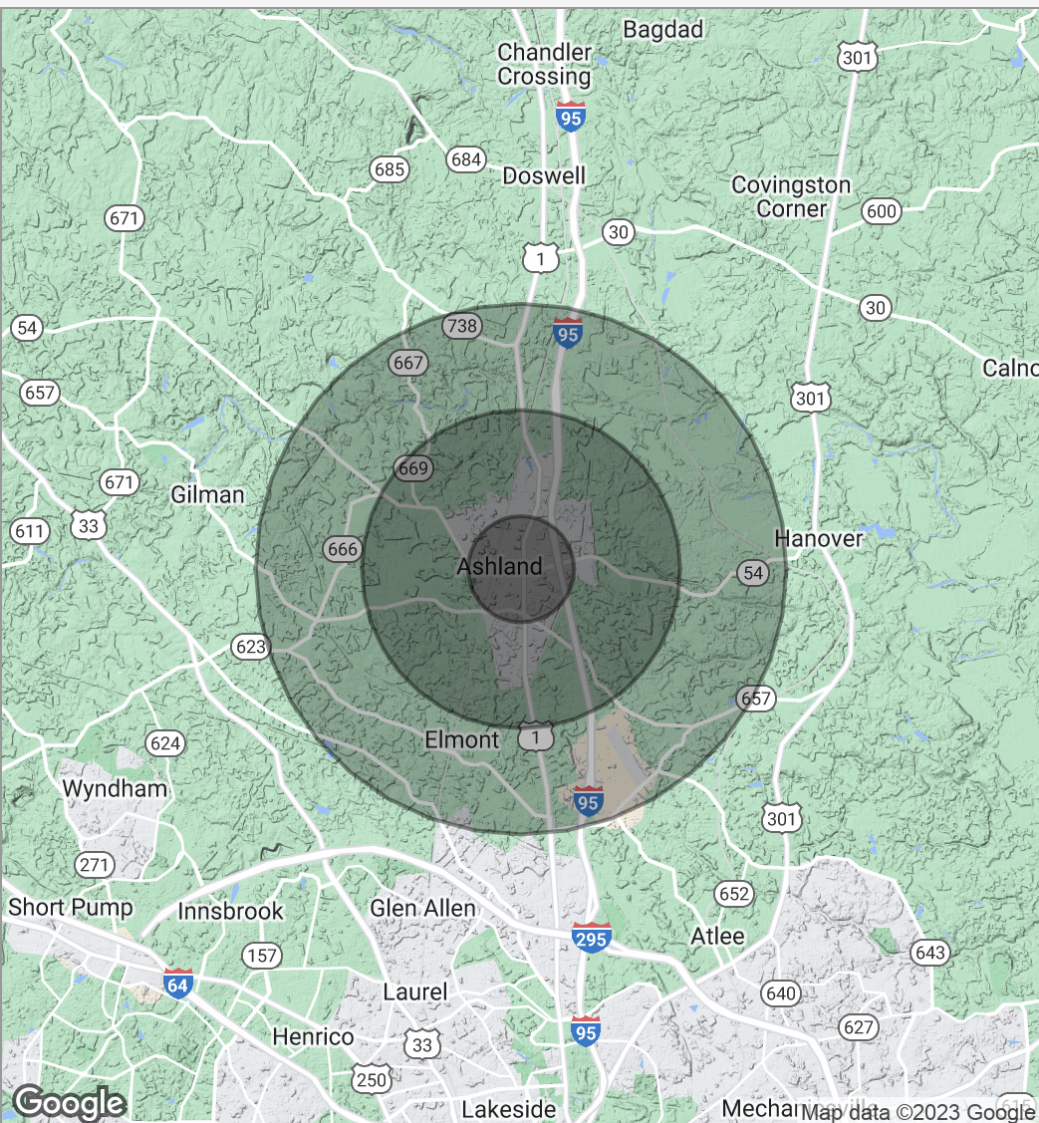 Bagdad
Chandler
Crossing
301
95
684
685
Doswell
Covingston
Corner
600
671
30
1
30
54
738
95
667
Calno
657
301
669
671
Gilman
611
33
Hanover
666
Ashland
54
623
657
624
Elmont
1
Wyndham
95
301
271
652
Short Pump
Innsbrook
Glen Allen
295
Atlee
643
157
64
Laurel
640
627
Henrico
33
95
250
Google
Lakeside
Mechanicsville
615
Map data ©2023 Google